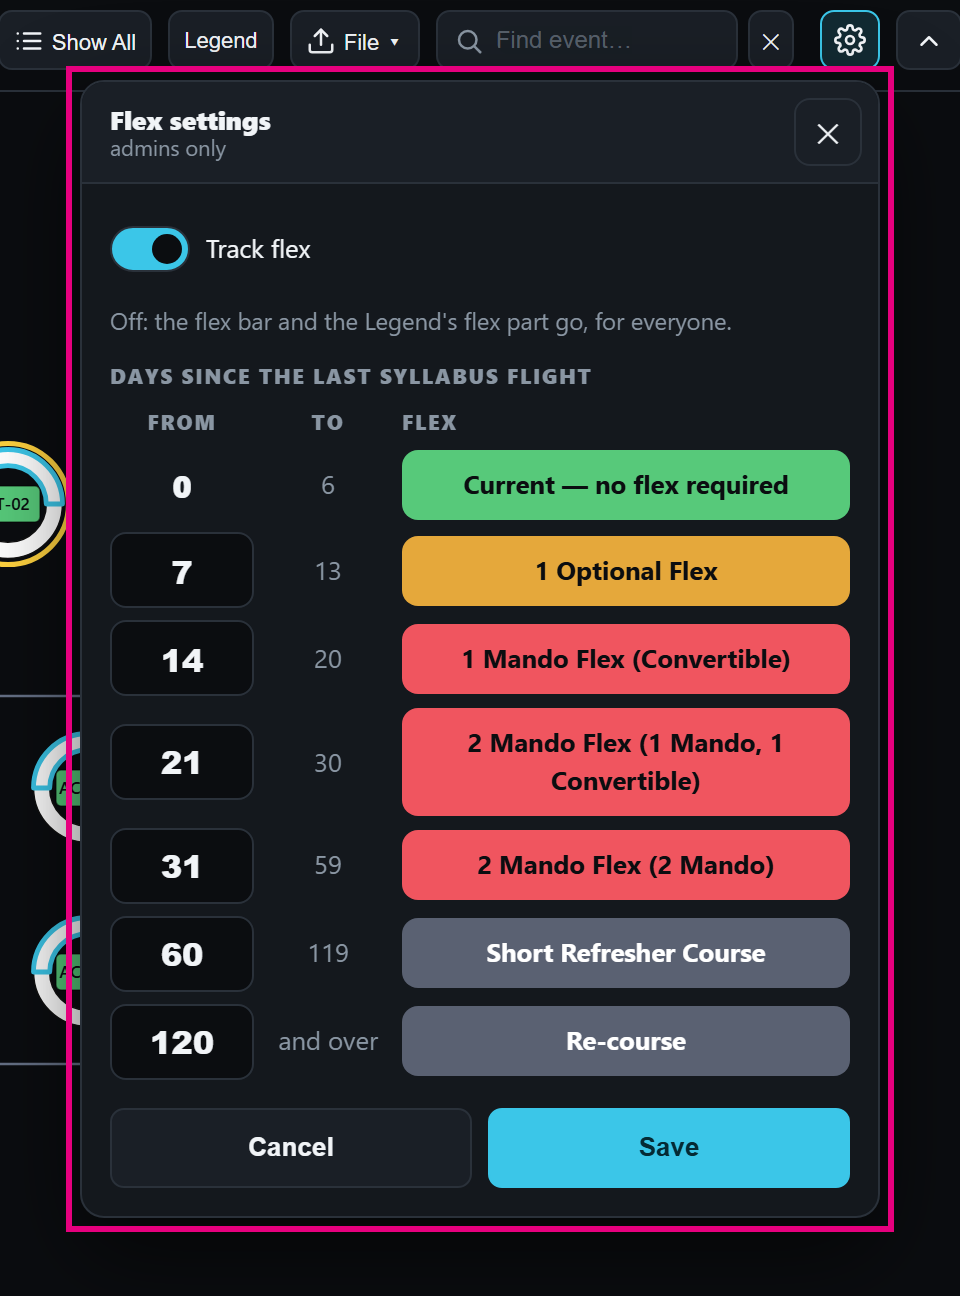 Show All
Legend
File
Find event...
Flex settings
admins only
Track flex
Off: the flex bar and the Legend's flex part go, for everyone.
DAYS SINCE THE LAST SYLLABUS FLIGHT
FROM TO FLEX
0 6 Current — no flex required
T-02
7 13 1 Optional Flex
14 20 1 Mando Flex (Convertible)
21 30 2 Mando Flex (1 Mando, 1
Convertible)
AC
31 59 2 Mando Flex (2 Mando)
60 119 Short Refresher Course
AC
120 and over Re-course
Cancel Save